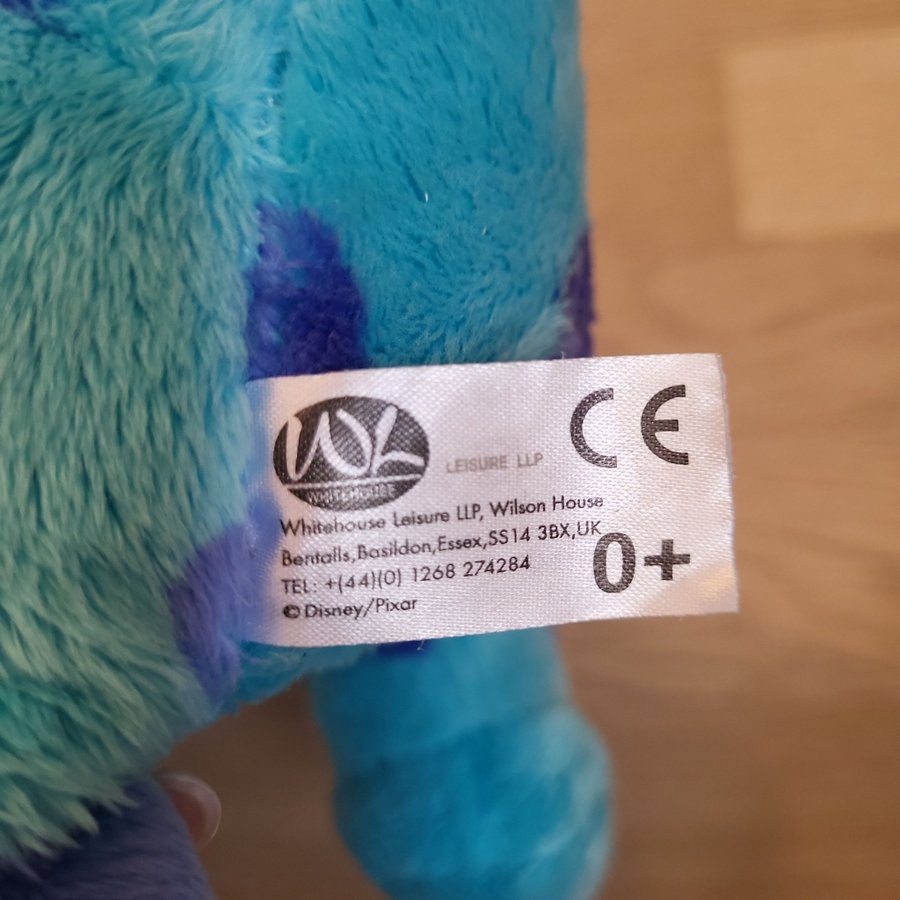 WL
WHITEHOUSE
LEISURE LLP
CE
Whitehouse Leisure LLP, Wilson House
Bentalls,Basildon,Essex,SS14 3BX,UK
TEL: +(44)(0) 1268 274284
©Disney/Pixar
0+